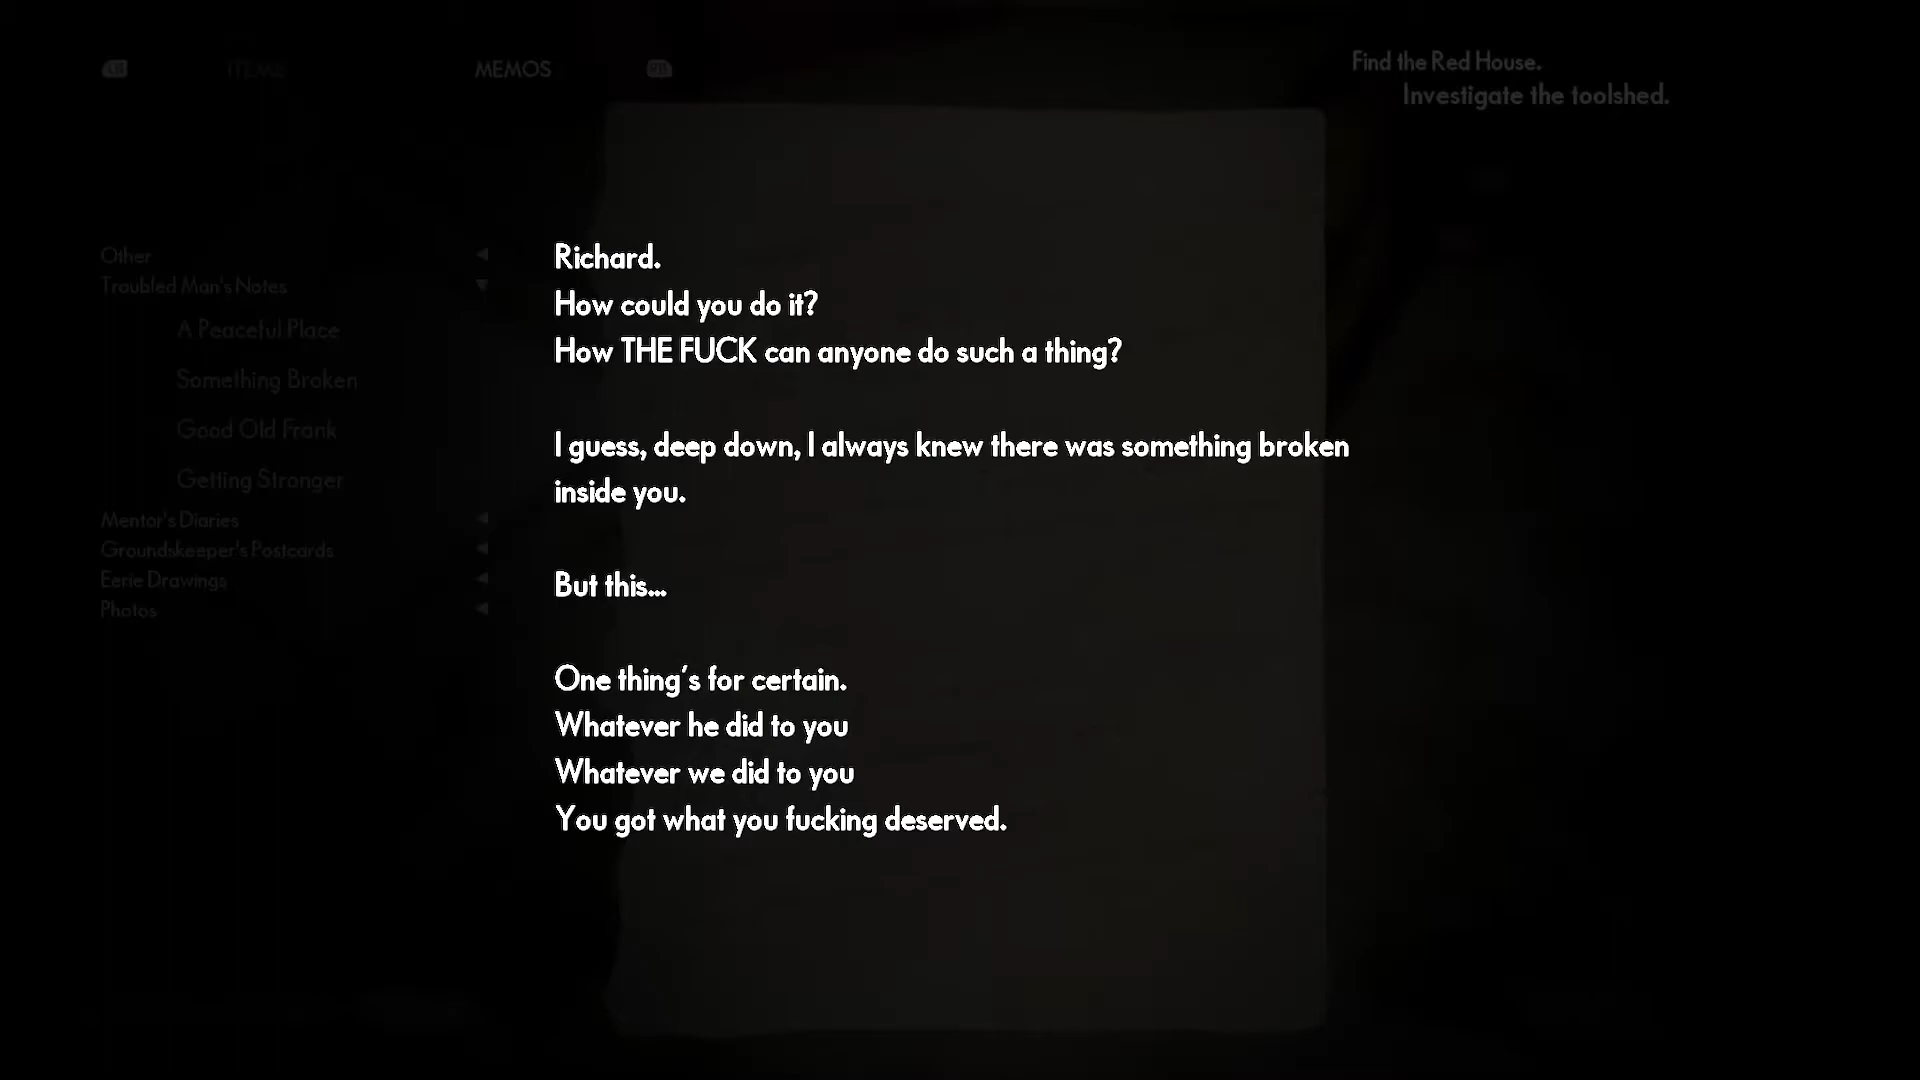 LB
ITEMS
MEMOS
RB
Find the Red House.
Investigate the toolshed.
Other
Troubled Man's Notes
A Peaceful Place
Something Broken
Good Old Frank
Getting Stronger
Mentor's Diaries
Groundskeeper's Postcards
Eerie Drawings
Photos
Richard.
How could you do it?
How THE FUCK can anyone do such a thing?
I guess, deep down, I always knew there was something broken
inside you.
But this...
One thing's for certain.
Whatever he did to you
Whatever we did to you
You got what you fucking deserved.